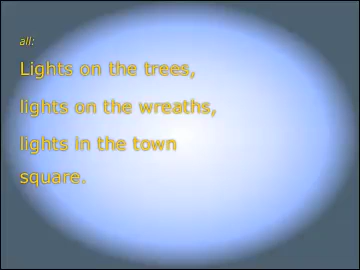 all:
Lights on the trees,
lights on the wreaths,
lights in the town
square.